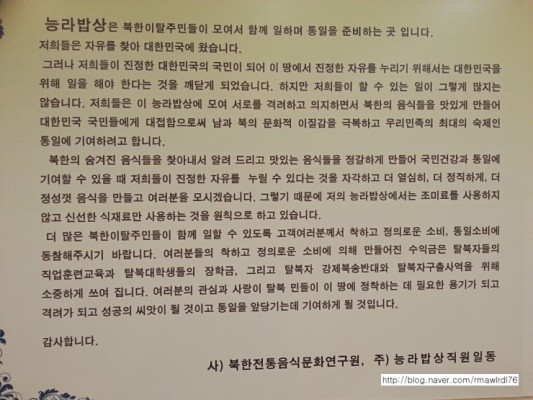 능라밥상은 북한이탈주민들이 모여서 함께 일하며 통일을 준비하는 곳 입니다.
저희들은 자유를 찾아 대한민국에 왔습니다.
그러나 저희들이 진정한 대한민국의 국민이 되어 이 땅에서 진정한 자유를 누리기 위해서는 대한민국을
위해 일을 해야 한다는 것을 깨닫게 되었습니다. 하지만 저희들이 할 수 있는 일이 그렇게 많지는
않습니다. 저희들은 이 능라밥상에 모여 서로를 격려하고 의지하면서 북한의 음식들을 맛있게 만들어
대한민국 국민들에게 대접함으로써 남과 북의 문화적 이질감을 극복하고 우리민족의 최대의 숙제인
통일에 기여하려고 합니다.
북한의 숨겨진 음식들을 찾아내서 알려 드리고 맛있는 음식들을 정갈하게 만들어 국민건강과 통일에
기여할 수 있을 때 저희들이 진정한 자유를 누릴 수 있다는 것을 자각하고 더 열심히, 더 정직하게, 더
정성껏 음식을 만들고 여러분을 모시겠습니다. 그렇기 때문에 저의 능라밥상에서는 조미료를 사용하지
않고 신선한 식재료만 사용하는 것을 원칙으로 하고 있습니다.
더 많은 북한이탈주민들이 함께 일할 수 있도록 고객여러분께서 착하고 정의로운 소비, 통일소비에
동참해주시기 바랍니다. 여러분들의 착하고 정의로운 소비에 의해 만들어진 수익금은 탈북자들의
직업훈련교육과 탈북대학생들의 장학금, 그리고 탈북자 강제북송반대와 탈북자구출사역을 위해
소중하게 쓰여 집니다. 여러분의 관심과 사랑이 탈북 민들이 이 땅에 정착하는 데 필요한 용기가 되고
격려가 되고 성공의 씨앗이 될 것이고 통일을 앞당기는데 기여하게 될 것입니다.
감사합니다.
사) 북한전통음식문화연구원, 주) 능라밥상직원일동
http://blog.naver.com/rmawlrdl76